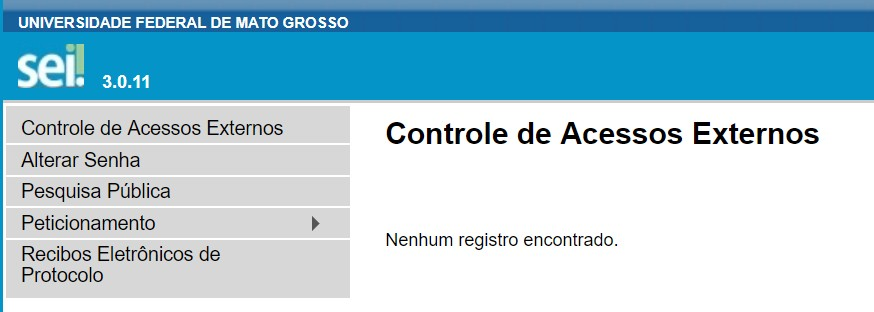 UNIVERSIDADE FEDERAL DE MATO GROSSO
sei!
3.0.11
Controle de Acessos Externos
Alterar Senha
Pesquisa Pública
Peticionamento
Recibos Eletrônicos de
Protocolo
Controle de Acessos Externos
Nenhum registro encontrado.